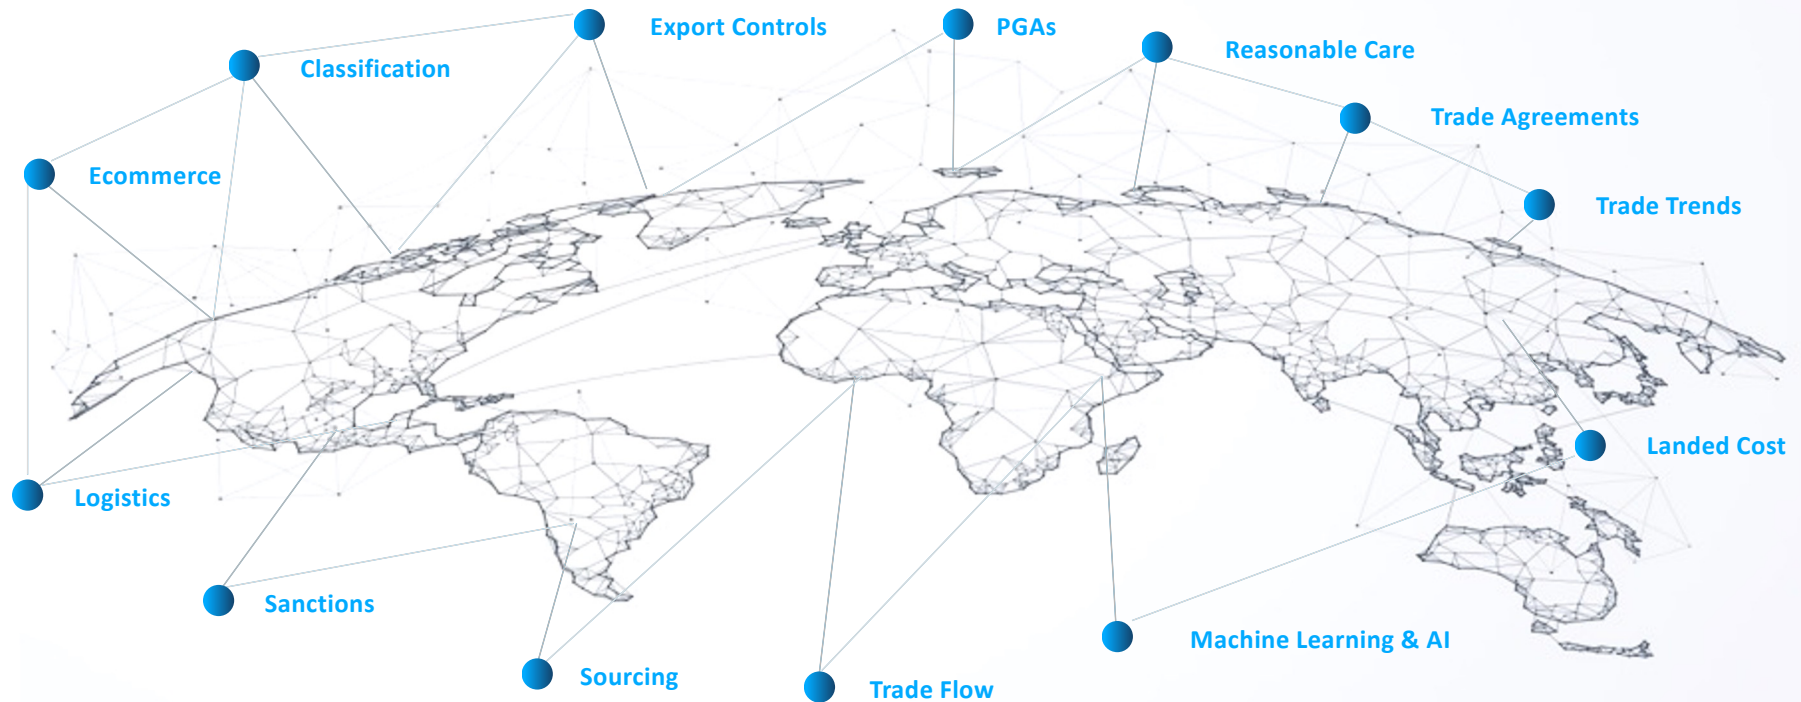 Export Controls
PGAs
Reasonable Care
Classification
Trade Agreements
Ecommerce
Trade Trends
Landed Cost
Logistics
Sanctions
Machine Learning & AI
Sourcing
Trade Flow